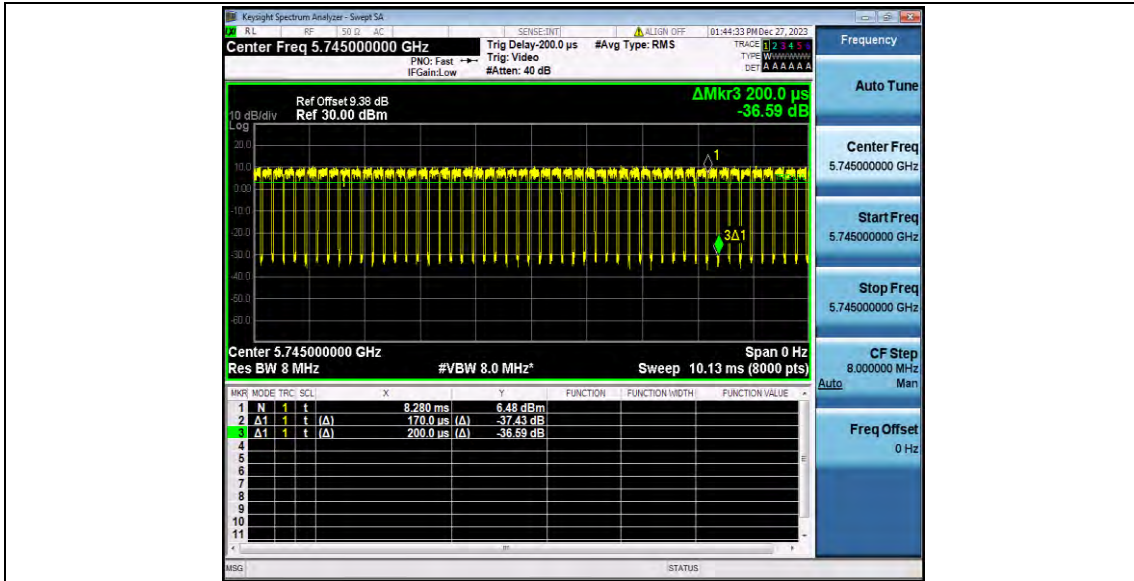 Keysight Spectrum Analyzer - Swept SA
RL RF 50 Ω AC SENSE:INT ALIGN OFF 01:44:33 PM Dec 27, 2023
Center Freq 5.745000000 GHz
Trig Delay-200.0 µs #Avg Type: RMS
TRACE 1 2 3 4 5 6
PNO: Fast Trig: Video
TYPE W
IFGain:Low #Atten: 40 dB
DET A A A A A A
Frequency
Auto Tune
Center Freq
5.745000000 GHz
Start Freq
5.745000000 GHz
Stop Freq
5.745000000 GHz
CF Step
8.000000 MHz
Auto Man
Freq Offset
0 Hz
ΔMkr3 200.0 µs
-36.59 dB
Ref Offset 9.38 dB
10 dB/div Ref 30.00 dBm
Log
20.0
10.0
0.00
-10.0
-20.0
-30.0
-40.0
-50.0
-60.0
1
3Δ1
Center 5.745000000 GHz Span 0 Hz
Res BW 8 MHz #VBW 8.0 MHz* Sweep 10.13 ms (8000 pts)
MKR MODE TRC SCL X Y FUNCTION FUNCTION WIDTH FUNCTION VALUE
1 N 1 t 8.280 ms 6.48 dBm
2 Δ1 1 t (Δ) 170.0 µs (Δ) -37.43 dB
3 Δ1 1 t (Δ) 200.0 µs (Δ) -36.59 dB
4
5
6
7
8
9
10
11
MSG STATUS